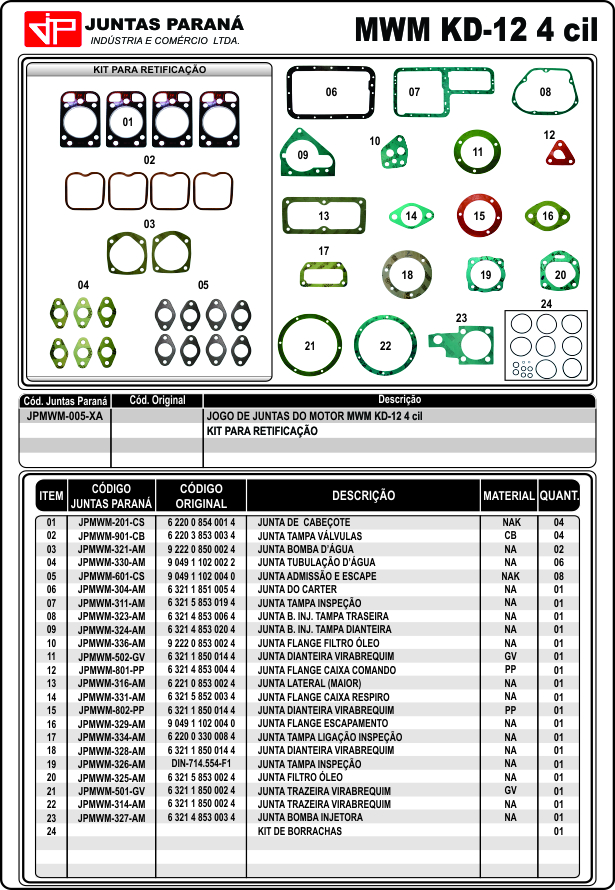 JP JUNTAS PARANÁ
INDÚSTRIA E COMÉRCIO LTDA.
MWM KD-12 4 cil
KIT PARA RETIFICAÇÃO
01
02
03
04 05
06 07 08
09 10 11 12
13 14 15 16
17 18 19 20
21 22 23 24
Cód. Juntas Paraná Cód. Original Descrição
JPMWM-005-XA JOGO DE JUNTAS DO MOTOR MWM KD-12 4 cil
KIT PARA RETIFICAÇÃO
ITEM CÓDIGO JUNTAS PARANÁ CÓDIGO ORIGINAL DESCRIÇÃO MATERIAL QUANT.
01 JPMWM-201-CS 6 220 0 854 001 4 JUNTA DE CABEÇOTE NAK 04
02 JPMWM-901-CB 6 220 3 853 003 4 JUNTA TAMPA VÁLVULAS CB 04
03 JPMWM-321-AM 9 222 0 850 002 4 JUNTA BOMBA D'ÁGUA NA 02
04 JPMWM-330-AM 9 049 1 102 002 2 JUNTA TUBULAÇÃO D'ÁGUA NA 06
05 JPMWM-601-CS 9 049 1 102 004 0 JUNTA ADMISSÃO E ESCAPE NAK 08
06 JPMWM-304-AM 6 321 1 851 005 4 JUNTA DO CARTER NA 01
07 JPMWM-311-AM 6 321 5 853 019 4 JUNTA TAMPA INSPEÇÃO NA 01
08 JPMWM-323-AM 6 321 4 853 006 4 JUNTA B. INJ. TAMPA TRASEIRA NA 01
09 JPMWM-324-AM 6 321 4 853 020 4 JUNTA B. INJ. TAMPA DIANTEIRA NA 01
10 JPMWM-336-AM 9 222 0 853 002 4 JUNTA FLANGE FILTRO ÓLEO NA 01
11 JPMWM-502-GV 6 321 1 850 014 4 JUNTA DIANTEIRA VIRABREQUIM GV 01
12 JPMWM-801-PP 6 321 4 853 004 4 JUNTA FLANGE CAIXA COMANDO PP 01
13 JPMWM-316-AM 6 221 0 853 002 4 JUNTA LATERAL (MAIOR) NA 01
14 JPMWM-331-AM 6 321 5 852 003 4 JUNTA FLANGE CAIXA RESPIRO NA 01
15 JPMWM-802-PP 6 321 1 850 014 4 JUNTA DIANTEIRA VIRABREQUIM PP 01
16 JPMWM-329-AM 9 049 1 102 004 0 JUNTA FLANGE ESCAPAMENTO NA 01
17 JPMWM-334-AM 6 220 0 330 008 4 JUNTA TAMPA LIGAÇÃO INSPEÇÃO NA 01
18 JPMWM-328-AM 6 321 1 850 014 4 JUNTA DIANTEIRA VIRABREQUIM NA 01
19 JPMWM-326-AM DIN-714.554-F1 JUNTA TAMPA INSPEÇÃO NA 01
20 JPMWM-325-AM 6 321 5 853 002 4 JUNTA FILTRO ÓLEO NA 01
21 JPMWM-501-GV 6 321 1 850 002 4 JUNTA TRAZEIRA VIRABREQUIM GV 01
22 JPMWM-314-AM 6 321 1 850 002 4 JUNTA TRAZEIRA VIRABREQUIM NA 01
23 JPMWM-327-AM 6 321 4 853 003 4 JUNTA BOMBA INJETORA NA 01
24 KIT DE BORRACHAS 01